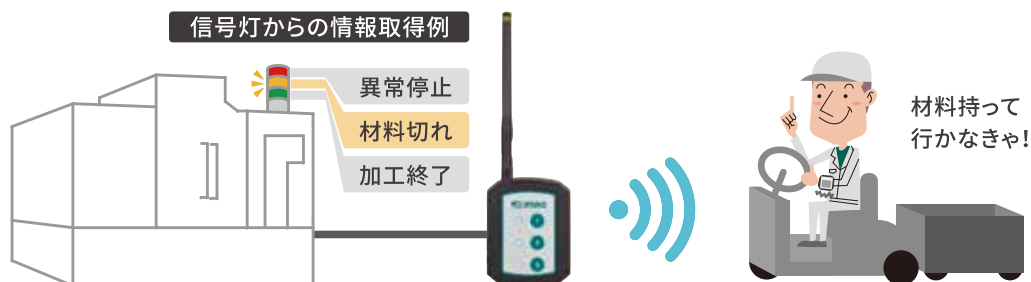 信号灯からの情報取得例
異常停止
材料切れ
加工終了
材料持って
行かなきゃ!